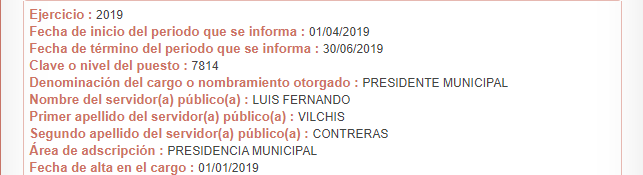 Ejercicio : 2019
Fecha de inicio del periodo que se informa : 01/04/2019
Fecha de término del periodo que se informa : 30/06/2019
Clave o nivel del puesto : 7814
Denominación del cargo o nombramiento otorgado : PRESIDENTE MUNICIPAL
Nombre del servidor(a) público(a) : LUIS FERNANDO
Primer apellido del servidor(a) público(a) : VILCHIS
Segundo apellido del servidor(a) público(a) : CONTRERAS
Área de adscripción : PRESIDENCIA MUNICIPAL
Fecha de alta en el cargo : 01/01/2019